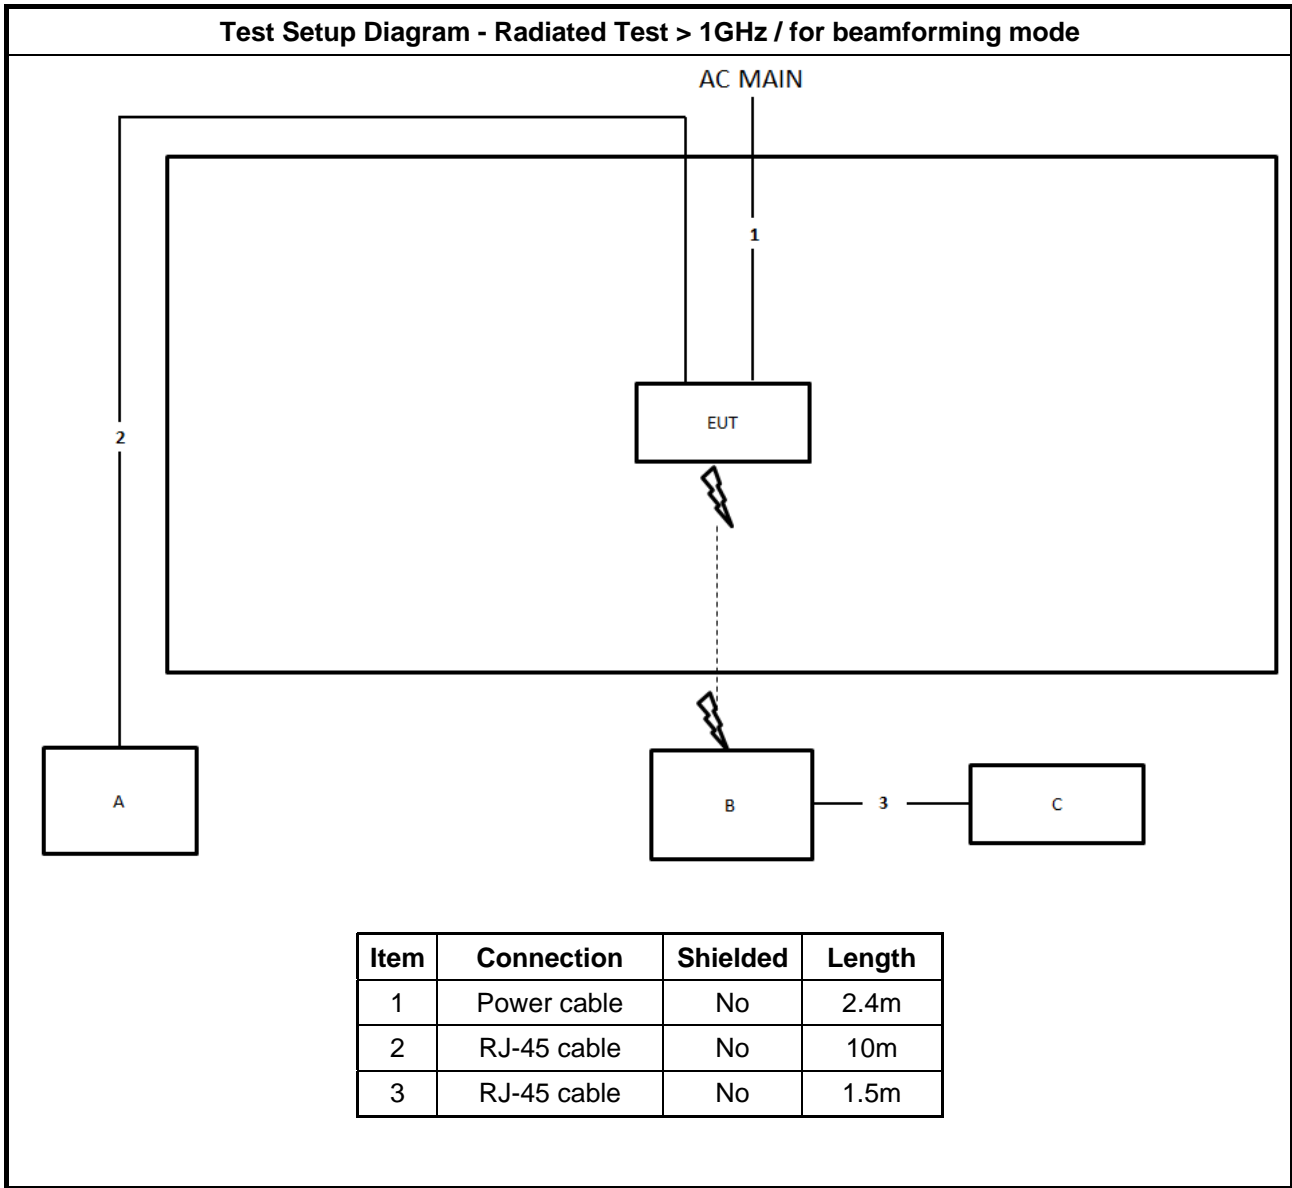 Test Setup Diagram - Radiated Test > 1GHz / for beamforming mode
AC MAIN
1
EUT
2
A
B
3
C
Item Connection Shielded Length
1 Power cable No 2.4m
2 RJ-45 cable No 10m
3 RJ-45 cable No 1.5m